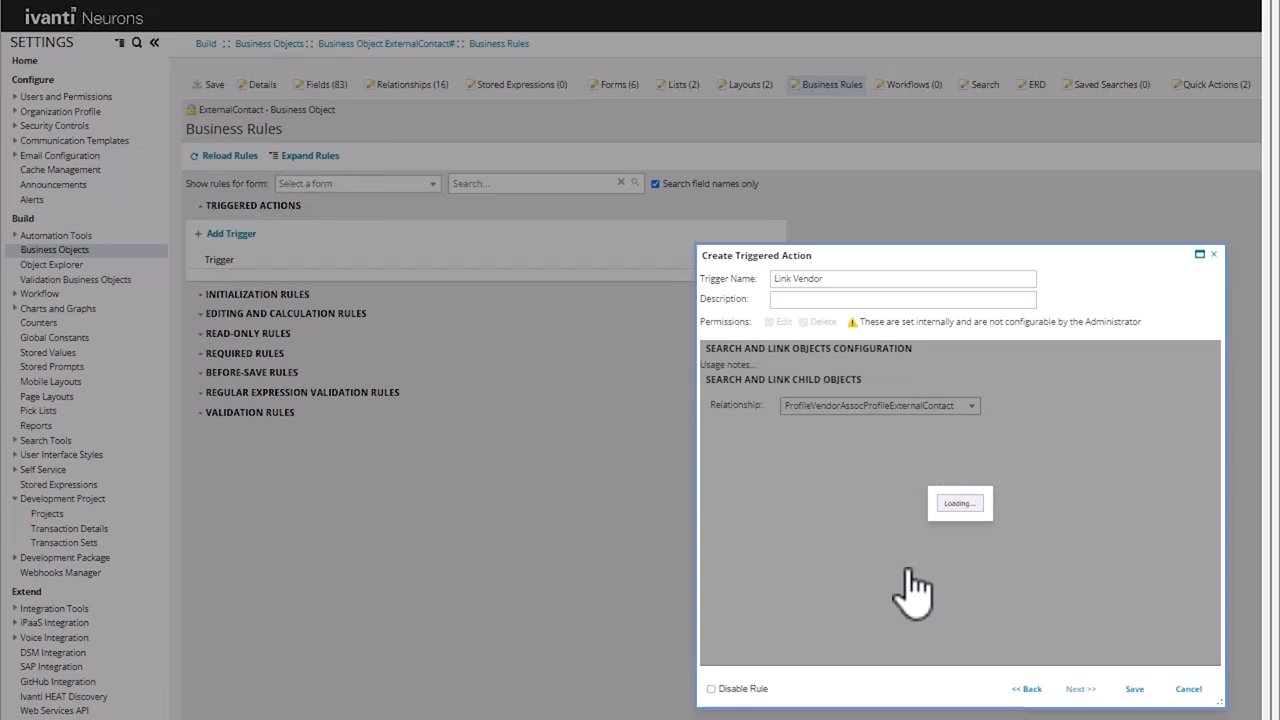 ivanti Neurons
SETTINGS
Build :: Business Objects :: Business Object ExternalContact# :: Business Rules
Home
Configure
Users and Permissions
Organization Profile
Security Controls
Communication Templates
Email Configuration
Cache Management
Announcements
Alerts
Build
Automation Tools
Business Objects
Object Explorer
Validation Business Objects
Workflow
Charts and Graphs
Counters
Global Constants
Stored Values
Stored Prompts
Mobile Layouts
Page Layouts
Pick Lists
Reports
Search Tools
User Interface Styles
Self Service
Stored Expressions
Development Project
Projects
Transaction Details
Transaction Sets
Development Package
Webhooks Manager
Extend
Integration Tools
iPaaS Integration
Voice Integration
DSM Integration
SAP Integration
GitHub Integration
Ivanti HEAT Discovery
Web Services API
Save Details Fields (83) Relationships (16) Stored Expressions (0) Forms (6) Lists (2) Layouts (2) Business Rules Workflows (0) Search ERD Saved Searches (0) Quick Actions (2)
ExternalContact - Business Object
Business Rules
Reload Rules Expand Rules
Show rules for form: Select a form Search... Search field names only
TRIGGERED ACTIONS
+ Add Trigger
Trigger
INITIALIZATION RULES
EDITING AND CALCULATION RULES
READ-ONLY RULES
REQUIRED RULES
BEFORE-SAVE RULES
REGULAR EXPRESSION VALIDATION RULES
VALIDATION RULES
Create Triggered Action
Trigger Name: Link Vendor
Description:
Permissions: Edit Delete These are set internally and are not configurable by the Administrator
SEARCH AND LINK OBJECTS CONFIGURATION
Usage notes...
SEARCH AND LINK CHILD OBJECTS
Relationship: ProfileVendorAssocProfileExternalContact
Loading...
Disable Rule << Back Next >> Save Cancel